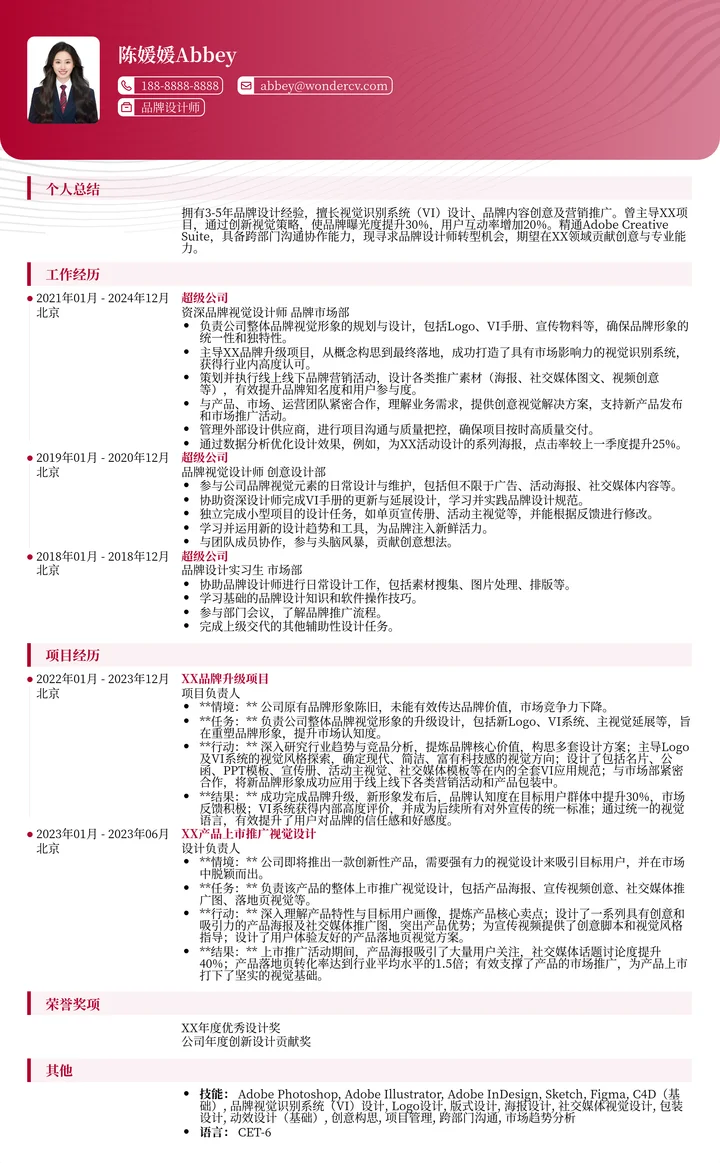 陈媛媛Abbey
188-8888-8888 abbey@wondercv.com
品牌设计师
个人总结
拥有3-5年品牌设计经验，擅长视觉识别系统（VI）设计、品牌内容创意及营销推广。曾主导XX项
目，通过创新视觉策略，使品牌曝光度提升30%，用户互动率增加20%。精通Adobe Creative
Suite，具备跨部门沟通协作能力，现寻求品牌设计师转型机会，期望在XX领域贡献创意与专业能
力。
工作经历
2021年01月 - 2024年12月 超级公司
北京 资深品牌视觉设计师 品牌市场部
• 负责公司整体品牌视觉形象的规划与设计，包括Logo、VI手册、宣传物料等，确保品牌形象的
统一性和独特性。
• 主导XX品牌升级项目，从概念构思到最终落地，成功打造了具有市场影响力的视觉识别系统，
获得行业内高度认可。
• 策划并执行线上线下品牌营销活动，设计各类推广素材（海报、社交媒体图文、视频创意
等），有效提升品牌知名度和用户参与度。
• 与产品、市场、运营团队紧密合作，理解业务需求，提供创意视觉解决方案，支持新产品发布
和市场推广活动。
• 管理外部设计供应商，进行项目沟通与质量把控，确保项目按时高质量交付。
• 通过数据分析优化设计效果，例如，为XX活动设计的系列海报，点击率较上一季度提升25%。
2019年01月 - 2020年12月 超级公司
北京 品牌视觉设计师 创意设计部
• 参与公司品牌视觉元素的日常设计与维护，包括但不限于广告、活动海报、社交媒体内容等。
• 协助资深设计师完成VI手册的更新与延展设计，学习并实践品牌设计规范。
• 独立完成小型项目的设计任务，如单页宣传册、活动主视觉等，并能根据反馈进行修改。
• 学习并运用新的设计趋势和工具，为品牌注入新鲜活力。
• 与团队成员协作，参与头脑风暴，贡献创意想法。
2018年01月 - 2018年12月 超级公司
北京 品牌设计实习生 市场部
• 协助品牌设计师进行日常设计工作，包括素材搜集、图片处理、排版等。
• 学习基础的品牌设计知识和软件操作技巧。
• 参与部门会议，了解品牌推广流程。
• 完成上级交代的其他辅助性设计任务。
项目经历
2022年01月 - 2023年12月 XX品牌升级项目
北京 项目负责人
• **情境：** 公司原有品牌形象陈旧，未能有效传达品牌价值，市场竞争力下降。
• **任务：** 负责公司整体品牌视觉形象的升级设计，包括新Logo、VI系统、主视觉延展等，旨
在重塑品牌形象，提升市场认知度。
• **行动：** 深入研究行业趋势与竞品分析，提炼品牌核心价值，构思多套设计方案；主导Logo
及VI系统的视觉风格探索，确定现代、简洁、富有科技感的视觉方向；设计了包括名片、公
函、PPT模板、宣传册、活动主视觉、社交媒体模板等在内的全套VI应用规范；与市场部紧密
合作，将新品牌形象成功应用于线上线下各类营销活动和产品包装中。
• **结果：** 成功完成品牌升级，新形象发布后，品牌认知度在目标用户群体中提升30%，市场
反馈积极；VI系统获得内部高度评价，并成为后续所有对外宣传的统一标准；通过统一的视觉
语言，有效提升了用户对品牌的信任感和好感度。
2023年01月 - 2023年06月 XX产品上市推广视觉设计
北京 设计负责人
• **情境：** 公司即将推出一款创新性产品，需要强有力的视觉设计来吸引目标用户，并在市场
中脱颖而出。
• **任务：** 负责该产品的整体上市推广视觉设计，包括产品海报、宣传视频创意、社交媒体推
广图、落地页视觉等。
• **行动：** 深入理解产品特性与目标用户画像，提炼产品核心卖点；设计了一系列具有创意和
吸引力的产品海报及社交媒体推广图，突出产品优势；为宣传视频提供了创意脚本和视觉风格
指导；设计了用户体验友好的产品落地页视觉方案。
• **结果：** 上市推广活动期间，产品海报吸引了大量用户关注，社交媒体话题讨论度提升
40%；产品落地页转化率达到行业平均水平的1.5倍；有效支撑了产品的市场推广，为产品上市
打下了坚实的视觉基础。
荣誉奖项
XX年度优秀设计奖
公司年度创新设计贡献奖
其他
• 技能： Adobe Photoshop, Adobe Illustrator, Adobe InDesign, Sketch, Figma, C4D（基
础）, 品牌视觉识别系统（VI）设计, Logo设计, 版式设计, 海报设计, 社交媒体视觉设计, 包装
设计, 动效设计（基础）, 创意构思, 项目管理, 跨部门沟通, 市场趋势分析
• 语言： CET-6